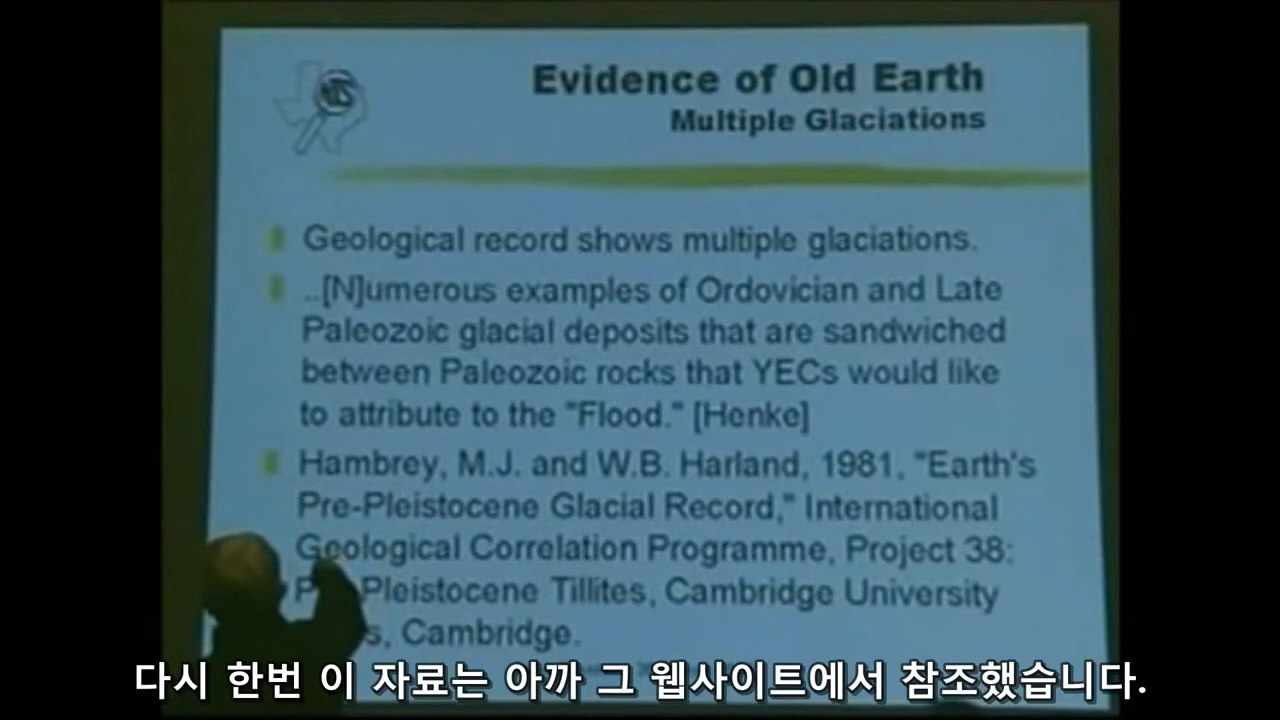 Evidence of Old Earth
Multiple Glaciations
Geological record shows multiple glaciations.
..[N]umerous examples of Ordovician and Late
Paleozoic glacial deposits that are sandwiched
between Paleozoic rocks that YECs would like
to attribute to the "Flood." [Henke]
Hambrey, M.J. and W.B. Harland, 1981, "Earth's
Pre-Pleistocene Glacial Record," International
Geological Correlation Programme, Project 38:
Pleistocene Tillites, Cambridge University
Cambridge.
다시 한번 이 자료는 아까 그 웹사이트에서 참조했습니다.